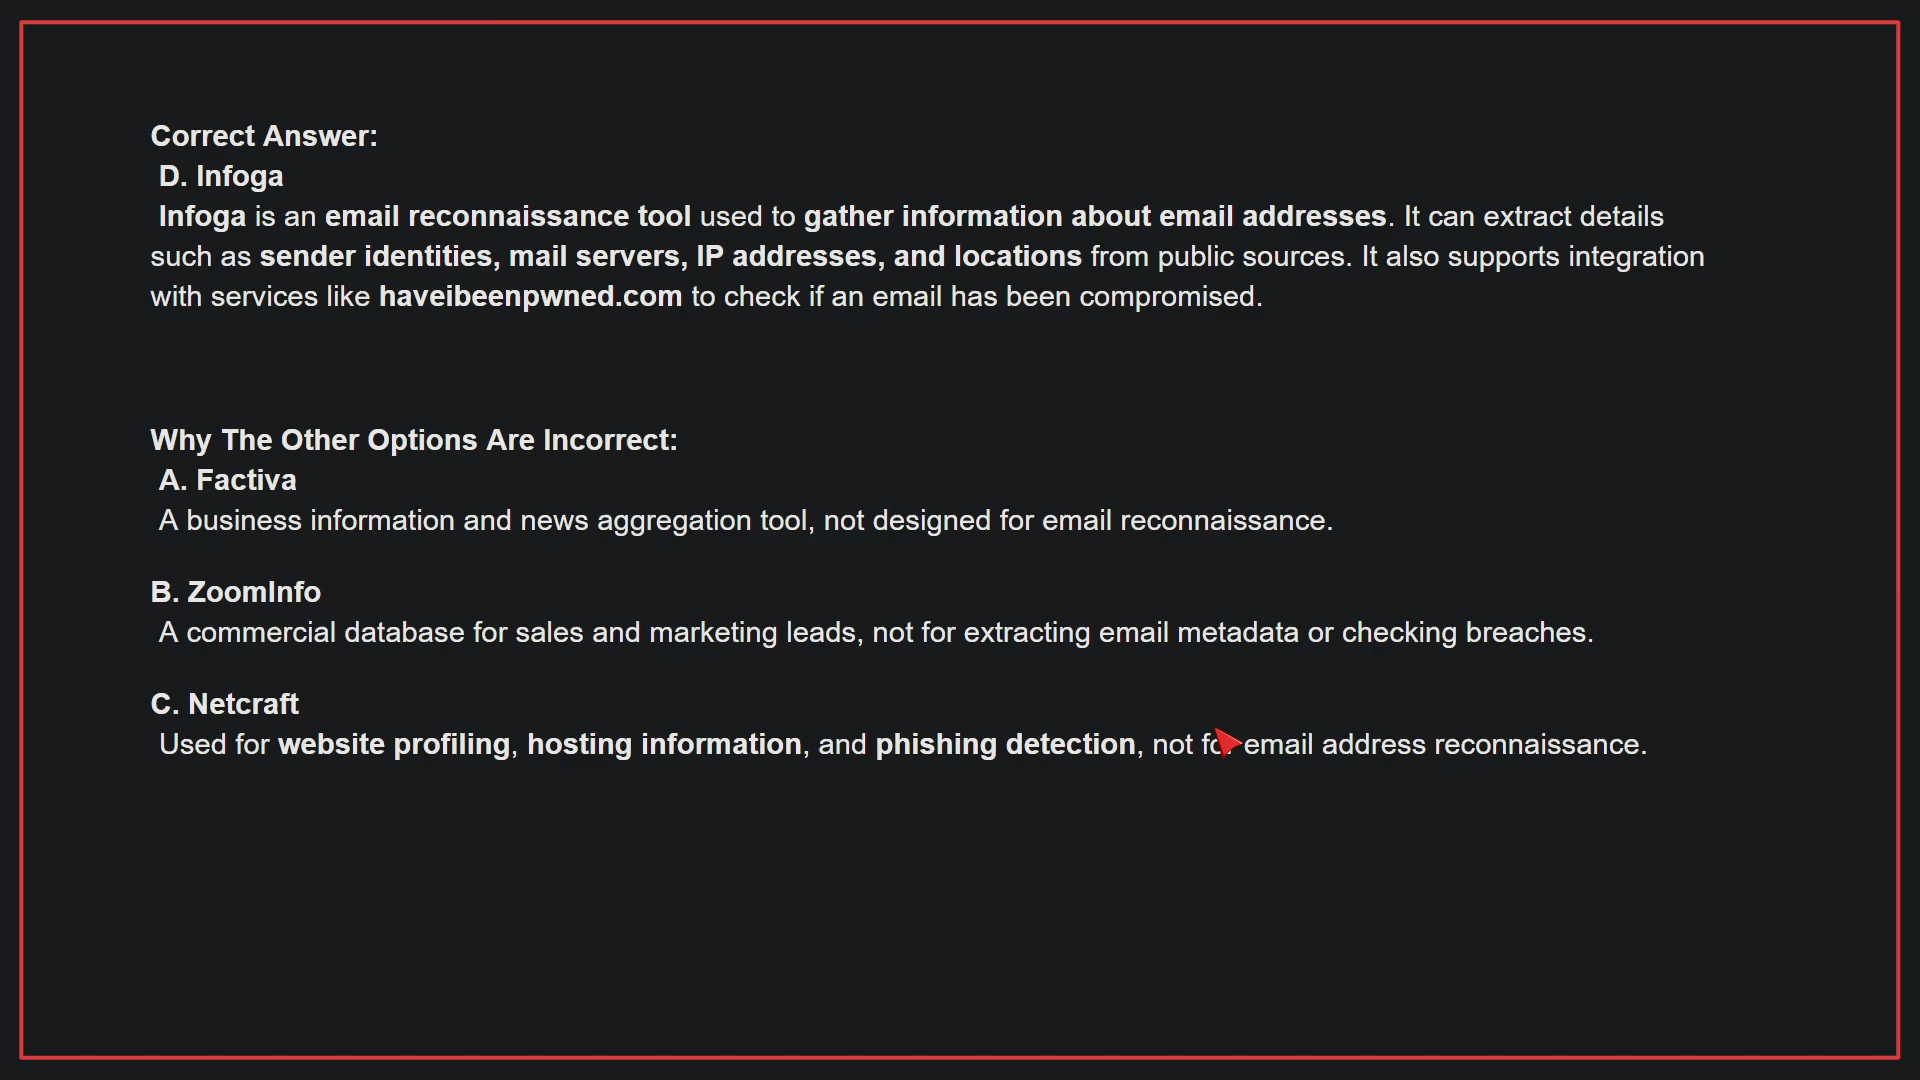 Correct Answer:
D. Infoga
Infoga is an email reconnaissance tool used to gather information about email addresses. It can extract details
such as sender identities, mail servers, IP addresses, and locations from public sources. It also supports integration
with services like haveibeenpwned.com to check if an email has been compromised.
Why The Other Options Are Incorrect:
A. Factiva
A business information and news aggregation tool, not designed for email reconnaissance.
B. ZoomInfo
A commercial database for sales and marketing leads, not for extracting email metadata or checking breaches.
C. Netcraft
Used for website profiling, hosting information, and phishing detection, not for email address reconnaissance.